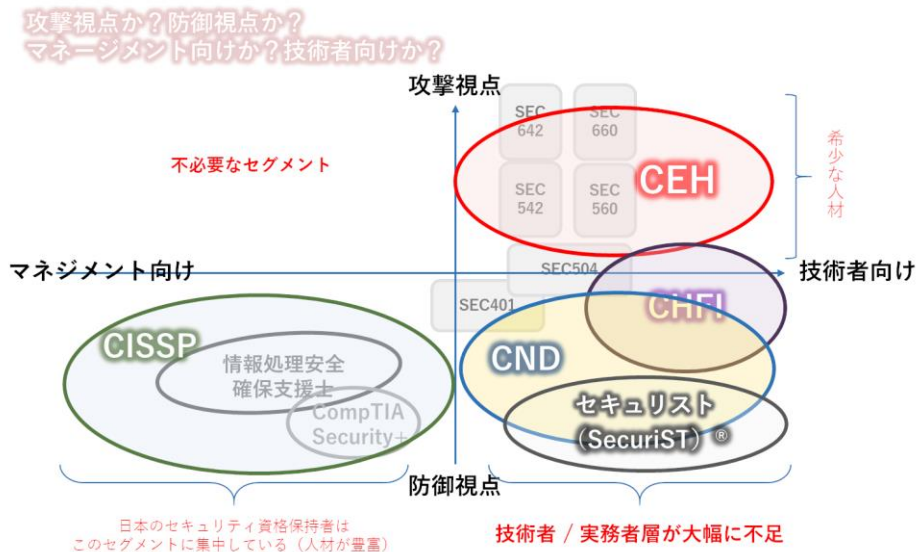 攻撃視点か？防御視点か？
マネージメント向けか？技術者向けか？
攻撃視点
SEC
642
SEC
660
不必要なセグメント
CEH
希少な人材
SEC
542
SEC
560
マネジメント向け
SEC504
技術者向け
SEC401
CHFI
CISSP
CND
情報処理安全
確保支援士
CompTIA
Security+
セキュリスト
（SecuriST）®
防御視点
日本のセキュリティ資格保持者は
このセグメントに集中している（人材が豊富）
技術者 / 実務者層が大幅に不足